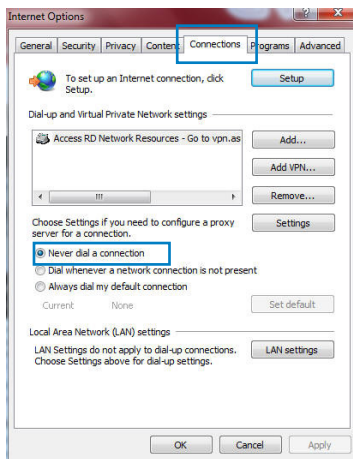 Internet Options
General Security Privacy Content Connections Programs Advanced
To set up an Internet connection, click
Setup.
Setup
Dial-up and Virtual Private Network settings
Access RD Network Resources - Go to vpn.as
Add...
Add VPN...
Remove...
Choose Settings if you need to configure a proxy
server for a connection.
Settings
Never dial a connection
Dial whenever a network connection is not present
Always dial my default connection
Current None
Set default
Local Area Network (LAN) settings
LAN Settings do not apply to dial-up connections.
Choose Settings above for dial-up settings.
LAN settings
OK Cancel Apply